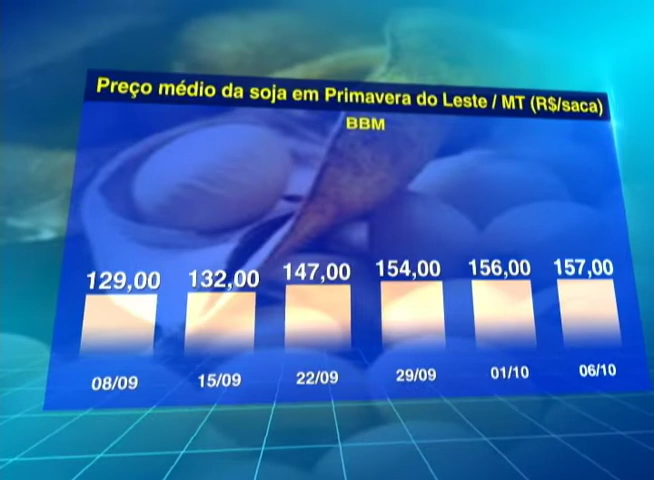 Preço médio da soja em Primavera do Leste / MT (R$/saca)
BBM
129,00 132,00 147,00 154,00 156,00 157,00
08/09 15/09 22/09 29/09 01/10 06/10